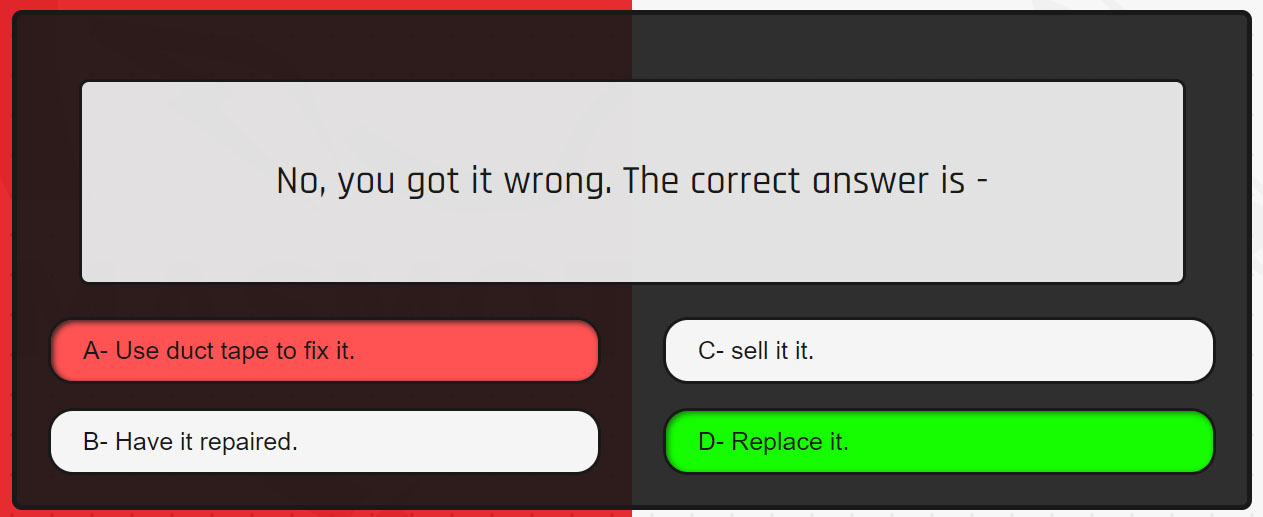 No, you got it wrong. The correct answer is -
A- Use duct tape to fix it.
C- sell it it.
B- Have it repaired.
D- Replace it.